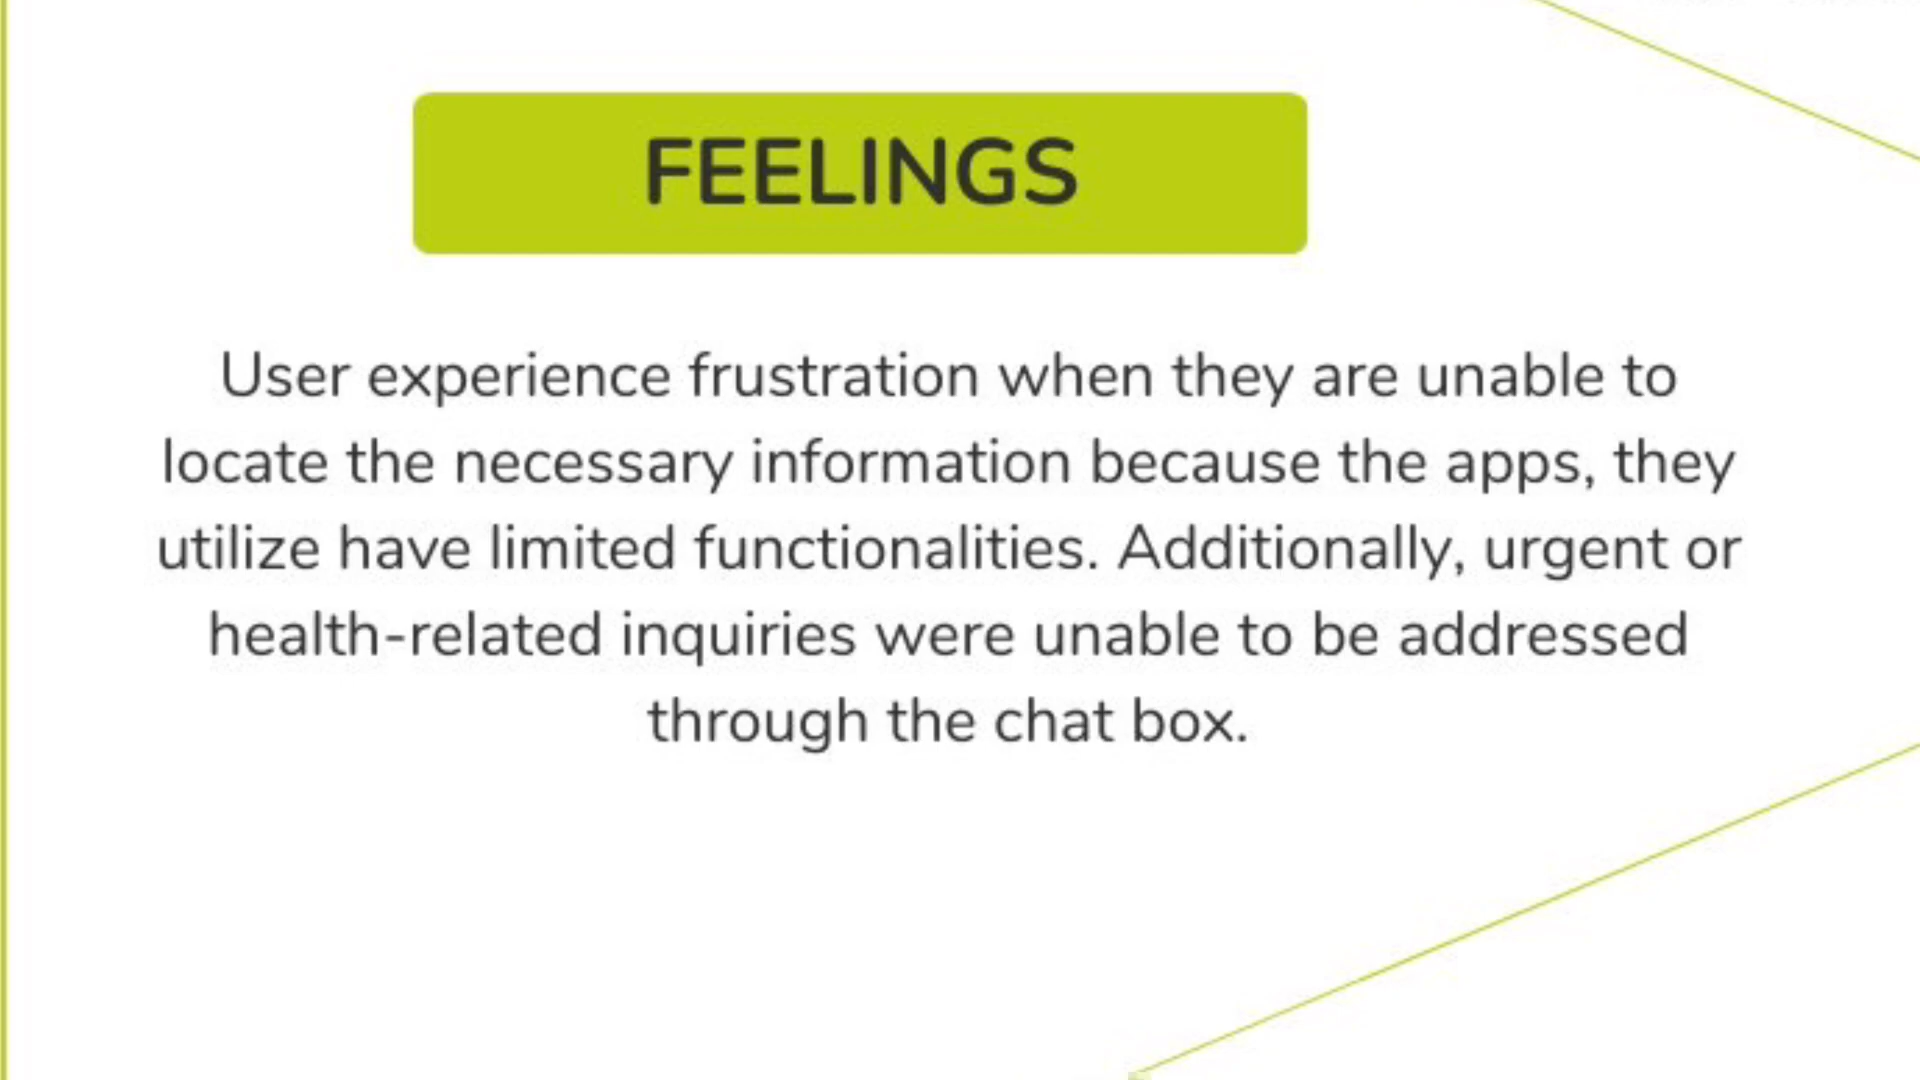 FEELINGS
User experience frustration when they are unable to
locate the necessary information because the apps, they
utilize have limited functionalities. Additionally, urgent or
health-related inquiries were unable to be addressed
through the chat box.